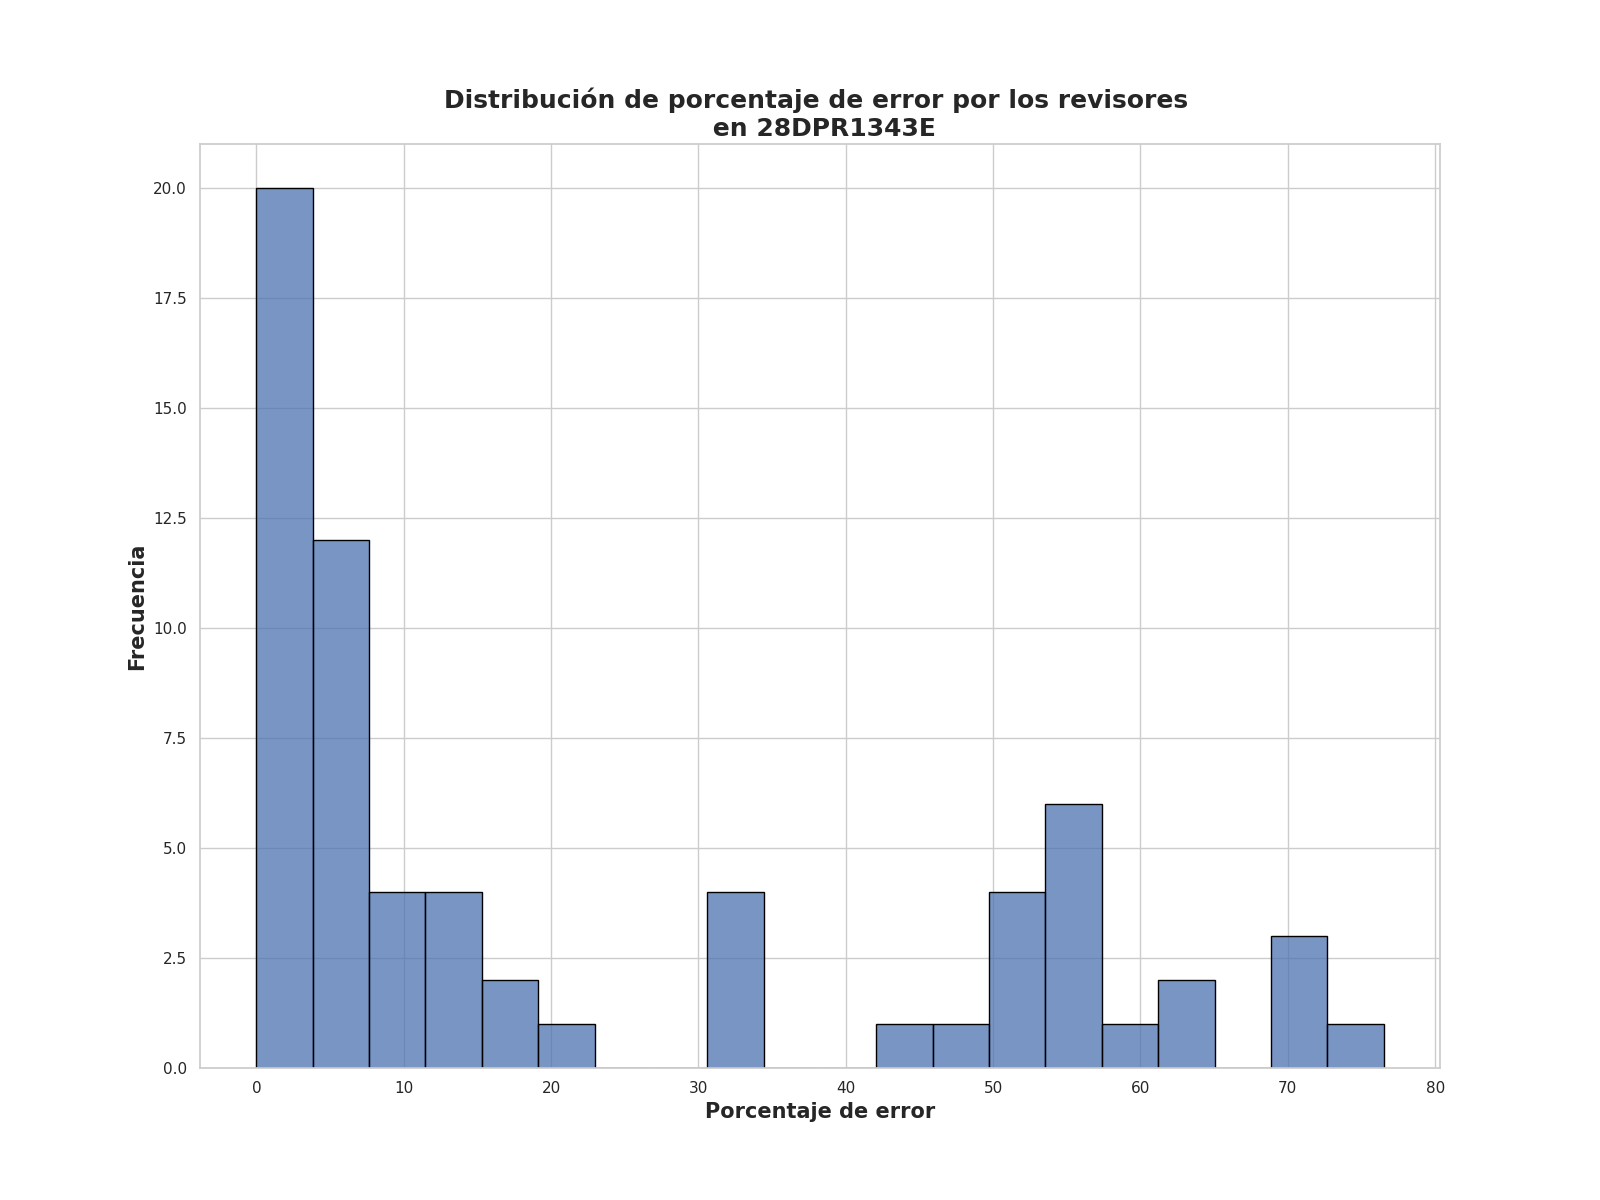 Distribución de porcentaje de error por los revisores
en 28DPR1343E
20.0
17.5
15.0
12.5
10.0
7.5
5.0
2.5
0.0
Frecuencia
0 10 20 30 40 50 60 70 80
Porcentaje de error